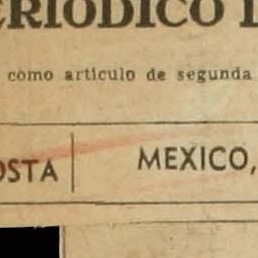 ERIODICO D
como artículo de segunda
OSTA
MEXICO,